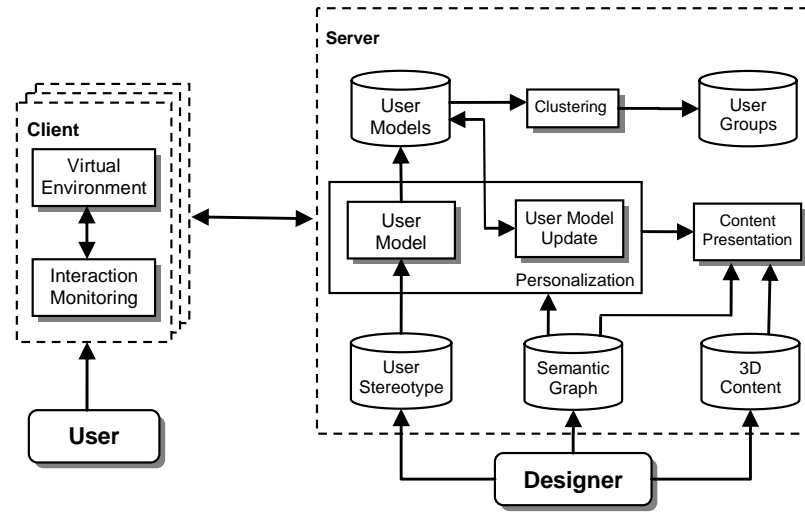 Server
Client
User
Models
Clustering
User
Groups
Virtual
Environment
User
Model
User Model
Update
Content
Presentation
Interaction
Monitoring
Personalization
User
Stereotype
Semantic
Graph
3D
Content
User
Designer